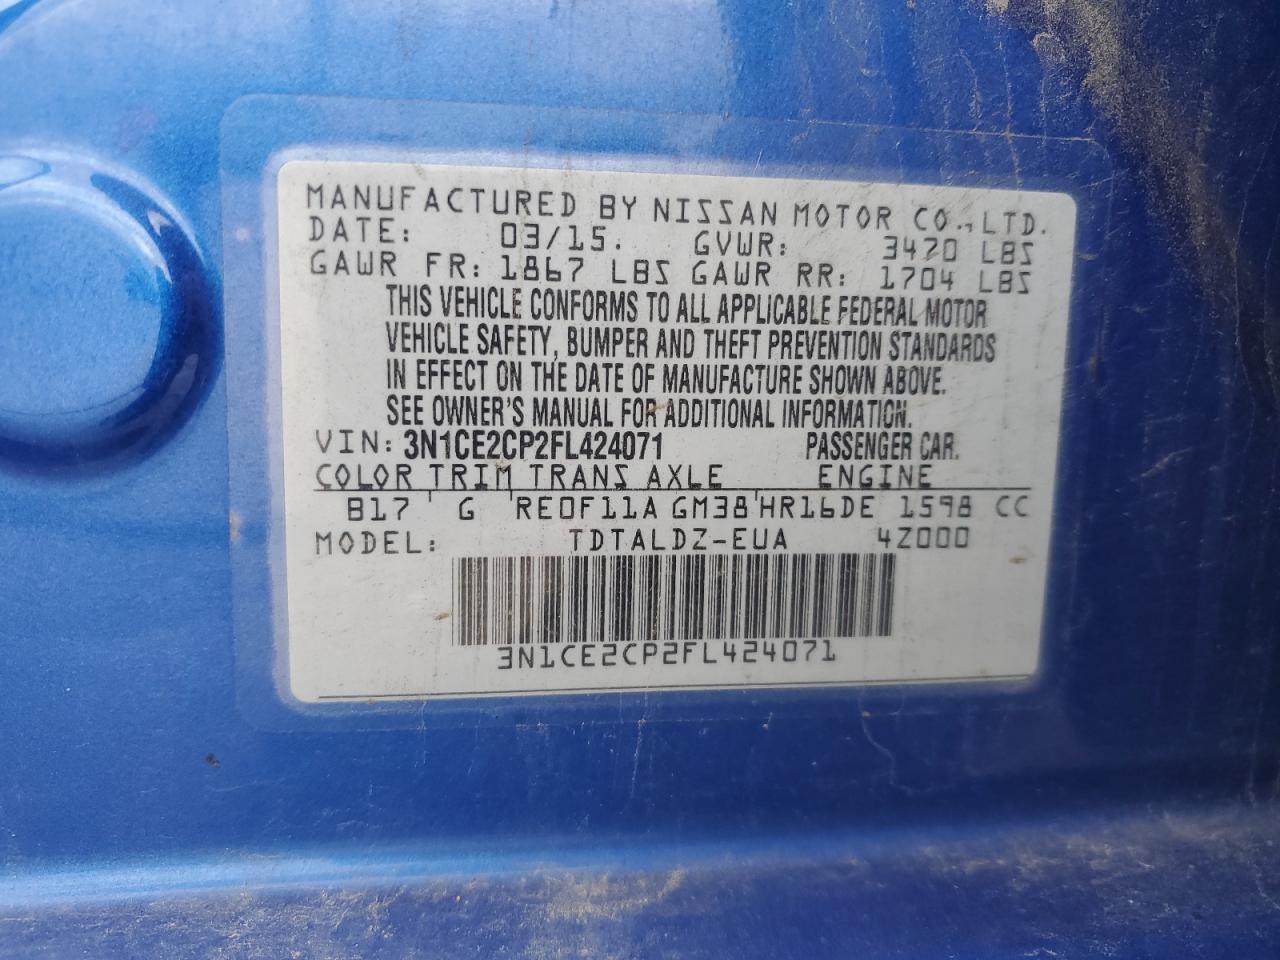 MANUFACTURED BY NISSAN MOTOR CO.,LTD.
DATE: 03/15. GVWR: 3470 LBS
GAWR FR: 1867 LBS GAWR RR: 1704 LBS
THIS VEHICLE CONFORMS TO ALL APPLICABLE FEDERAL MOTOR
VEHICLE SAFETY, BUMPER AND THEFT PREVENTION STANDARDS
IN EFFECT ON THE DATE OF MANUFACTURE SHOWN ABOVE.
SEE OWNER'S MANUAL FOR ADDITIONAL INFORMATION.
VIN: 3N1CE2CP2FL424071 PASSENGER CAR.
COLOR TRIM TRANS AXLE ENGINE
B17 ' G 'RE0F11A GM38'HR16DE 1598 CC
MODEL: TDTALDZ-EUA 4Z000
3N1CE2CP2FL424071